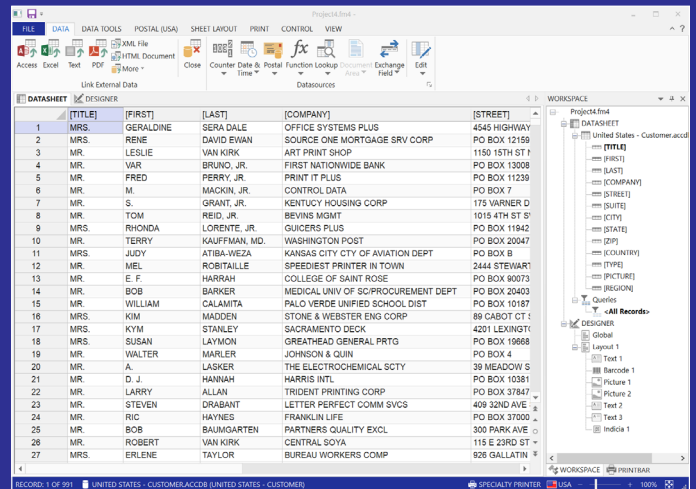 Project4.fm4 -
FILE DATA DATA TOOLS POSTAL (USA) SHEET LAYOUT PRINT CONTROL VIEW
Access Excel Text PDF XML File HTML Document More Close Counter Date & Time Postal Function Lookup Document Area Exchange Field Edit
Link External Data Datasources
DATASHEET DESIGNER WORKSPACE
[TITLE] [FIRST] [LAST] [COMPANY] [STREET]
1 MRS. GERALDINE SERA DALE OFFICE SYSTEMS PLUS 4545 HIGHWAY
2 MRS. RENE DAVID EWAN SOURCE ONE MORTGAGE SRV CORP PO BOX 12159
3 MR. LESLIE VAN KIRK ART PRINT SHOP 1150 15TH ST
4 MR. VAR BRUNO, JR. FIRST NATIONWIDE BANK PO BOX 13008
5 MR. FRED PERRY, JR. PRINT IT PLUS PO BOX 11239
6 MR. M. MACKIN, JR. CONTROL DATA PO BOX 7
7 MR. S. GRANT, JR. KENTUCY HOUSING CORP 175 VARNER D
8 MR. TOM REID, JR. BEVINS MGMT 1015 4TH ST S
9 MRS. RHONDA LORENTE, JR. GUICERS PLUS PO BOX 11942
10 MR. TERRY KAUFFMAN, MD. WASHINGTON POST PO BOX 20047
11 MRS. JUDY ATIBA-WEZA KANSAS CITY CTY OF AVIATION DEPT PO BOX B
12 MR. MEL ROBITAILLE SPEEDIEST PRINTER IN TOWN 2444 STEWART
13 MR. E. F. HARRAH COLLEGE OF SAINT ROSE PO BOX 90073
14 MR. BOB BARKER MEDICAL UNIV OF SC/PROCUREMENT DEPT PO BOX 20403
15 MR. WILLIAM CALAMITA PALO VERDE UNIFIED SCHOOL DIST PO BOX 10187
16 MRS. KIM MADDEN STONE & WEBSTER ENG CORP 89 CABOT CT S
17 MRS. KYM STANLEY SACRAMENTO DECK 4201 LEXINGTO
18 MRS. SUSAN LAYMON GREATHEAD GENERAL PRTG PO BOX 19668
19 MR. WALTER MARLER JOHNSON & QUIN PO BOX 4
20 MR. A. LASKER THE ELECTROCHEMICAL SCTY 39 MEADOW S
21 MR. D. J. HANNAH HARRIS INTL PO BOX 10381
22 MR. LARRY ALLAN TRIDENT PRINTING CORP PO BOX 37847
23 MR. STEVEN DRABANT LETTER PERFECT COMM SVCS 409 32ND AVE
24 MR. RIC HAYNES FRANKLIN LIFE PO BOX 37000
25 MR. BOB BAUMGARTEN PARTNERS QUALITY EXCL 300 PARK AVE
26 MR. ROBERT VAN KIRK CENTRAL SOYA 115 E 23RD ST
27 MRS. ERLENE TAYLOR BUREAU WORKERS COMP 926 GALLATIN
Project4.fm4
DATASHEET
United States - Customer.accdb
[TITLE]
[FIRST]
[LAST]
[COMPANY]
[STREET]
[SUITE]
[CITY]
[STATE]
[ZIP]
[COUNTRY]
[TYPE]
[PICTURE]
[REGION]
Queries
<All Records>
DESIGNER
Global
Layout 1
Text 1
Barcode 1
Picture 1
Picture 2
Text 2
Text 3
Indicia 1
WORKSPACE PRINTBAR
RECORD: 1 OF 991 UNITED STATES - CUSTOMER.ACCDB (UNITED STATES - CUSTOMER) SPECIALTY PRINTER USA 100%